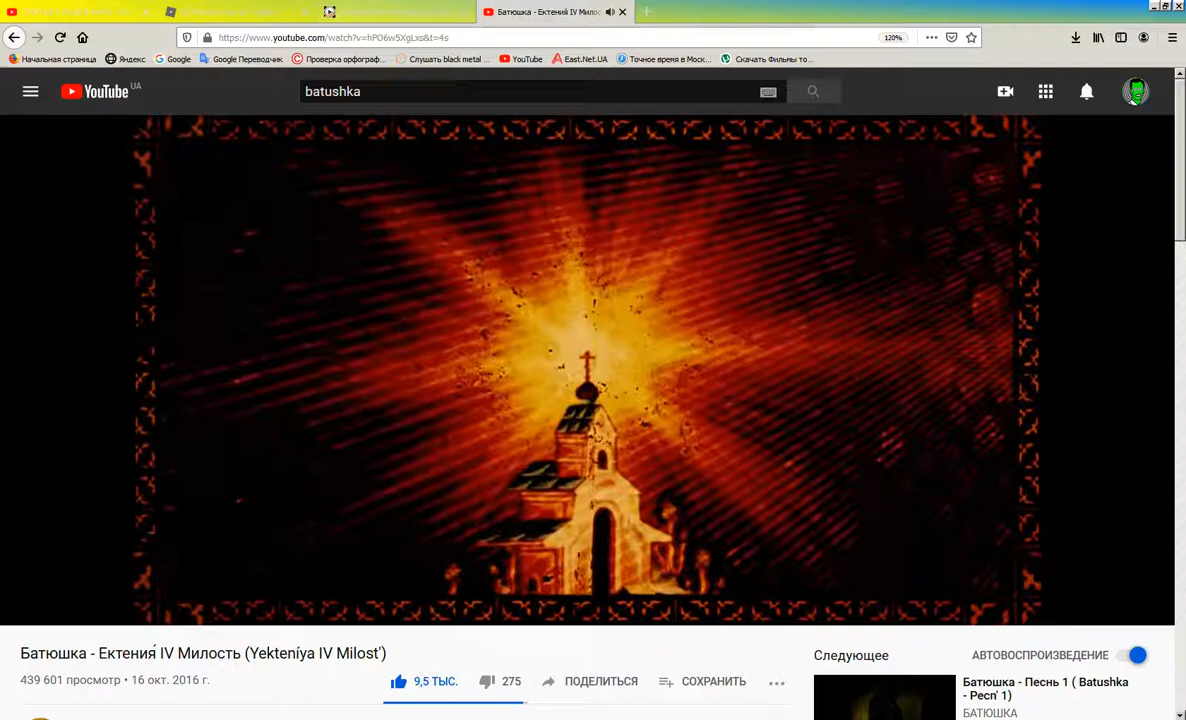 Батюшка - Ектения IV Милос
https://www.youtube.com/watch?v=hPO6w5XgLxs&t=4s
120%
Начальная страница
Яндекс
Google
Google Переводчик
Проверка орфограф...
Слушать black metal ...
YouTube
East.Net.UA
Точное время в Моск...
Скачать Фильмы то...
YouTube UA
batushka
Батюшка - Ектения́ IV Милость (Yekteníya IV Milost')
439 601 просмотр • 16 окт. 2016 г.
9,5 ТЫС.
275
ПОДЕЛИТЬСЯ
СОХРАНИТЬ
Следующее
АВТОВОСПРОИЗВЕДЕНИЕ
Батюшка - Песнь 1 ( Batushka
- Pecn' 1)
БАТЮШКА